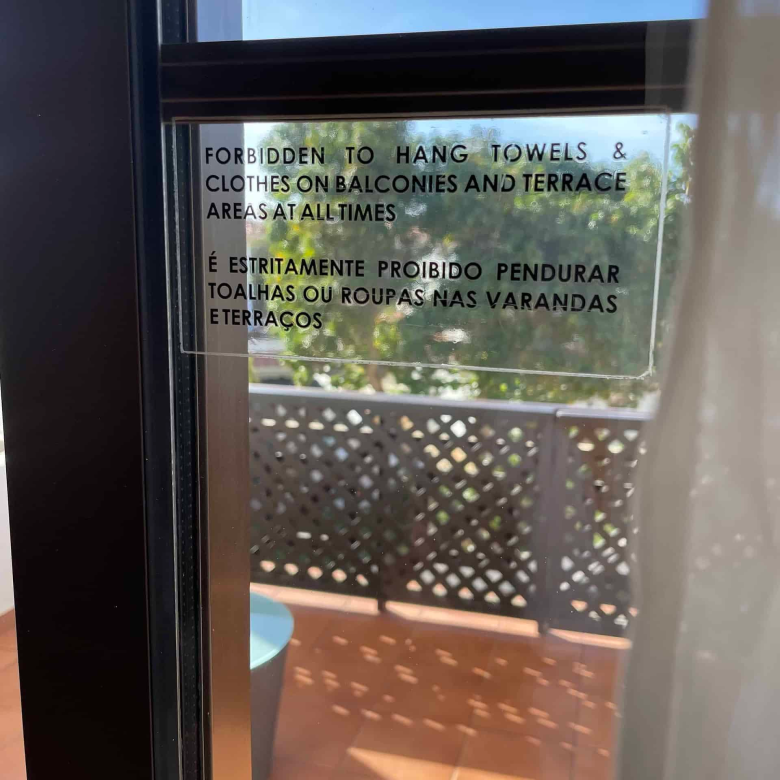 FORBIDDEN TO HANG TOWELS &
CLOTHES ON BALCONIES AND TERRACE
AREAS AT ALL TIMES
É ESTRITAMENTE PROIBIDO PENDURAR
TOALHAS OU ROUPAS NAS VARANDAS
E TERRAÇOS